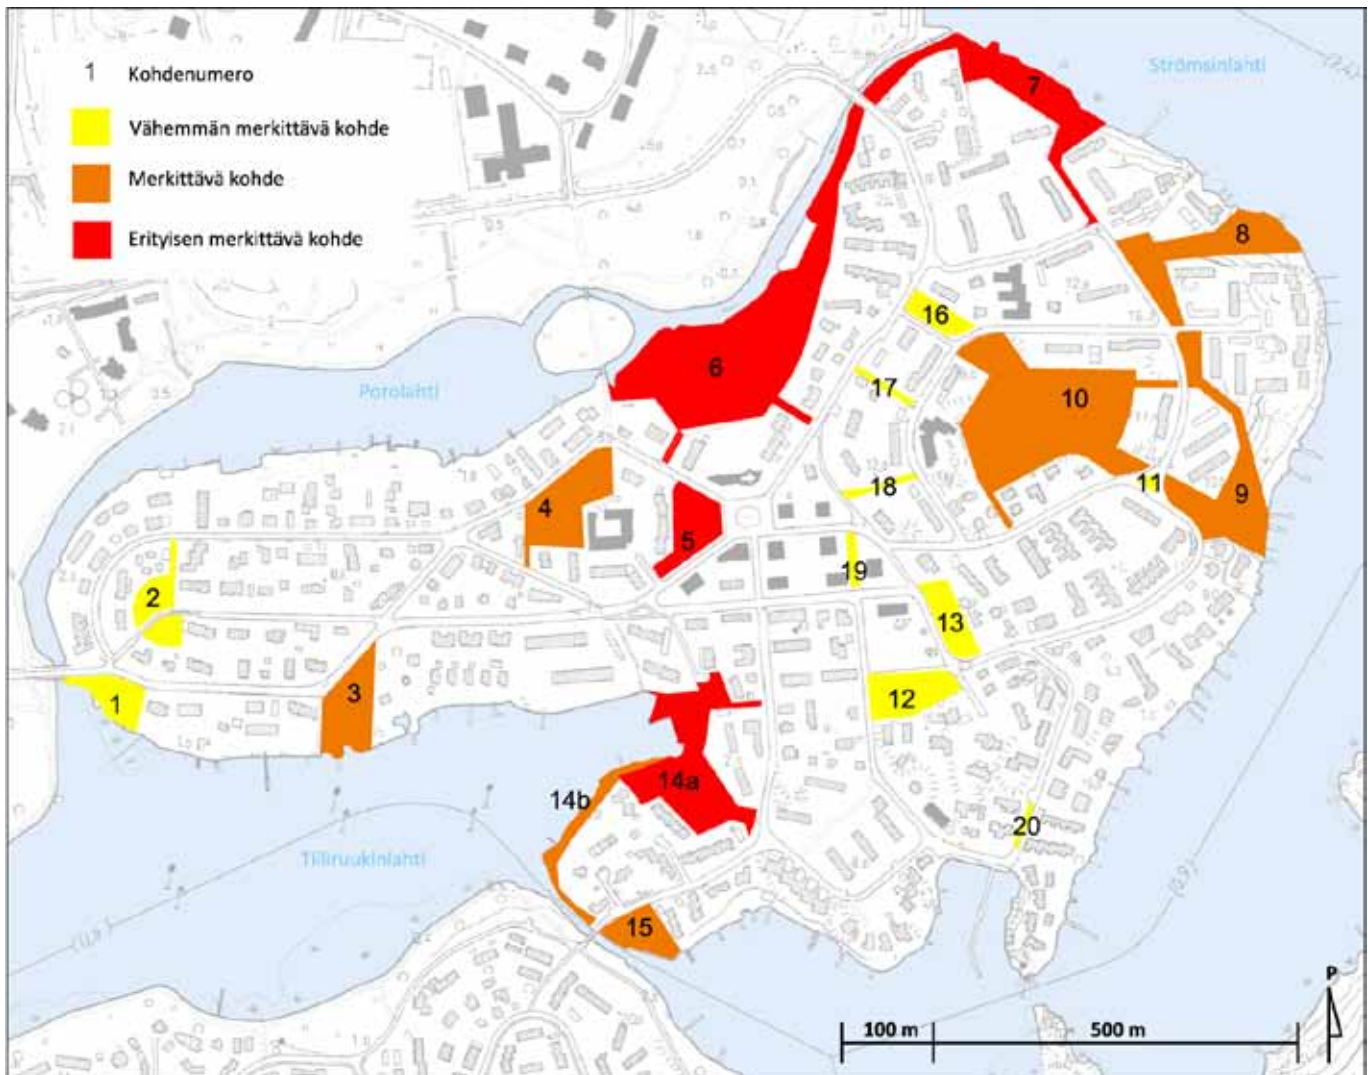 1 Kohdenumero
Vähemmän merkittävä kohde
Merkittävä kohde
Erityisen merkittävä kohde
Strömsinlahti
7
8
6
16
Porolahti
17
10
18
11
9
4
5
19
2
13
1
3
12
14a
14b
20
Tiiliruukinlahti
15
P
100 m
500 m